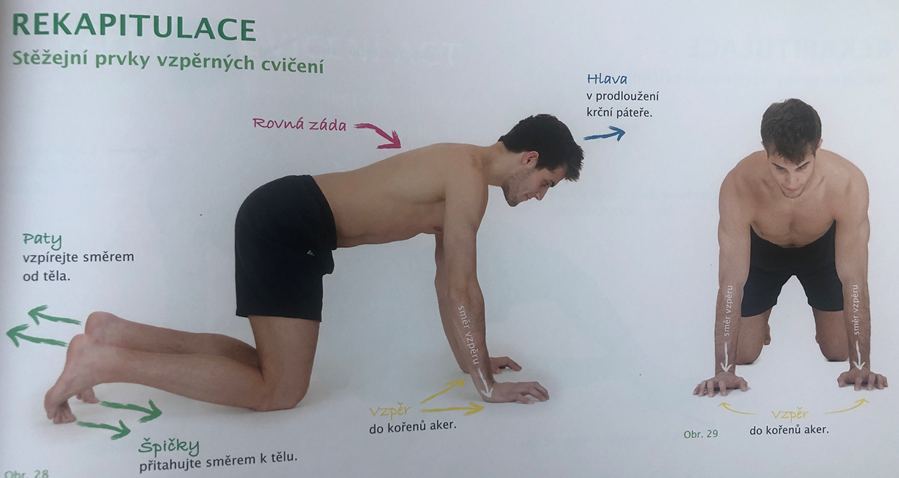 REKAPITULACE
Stěžejní prvky vzpěrných cvičení
Rovná záda
Hlava
v prodloužení
krční páteře.
Paty
vzpírejte směrem
od těla.
směr vzpěru
Vzpěr
do kořenů aker.
Špičky
přitahujte směrem k tělu.
Obr. 28
směr vzpěru
směr vzpěru
Vzpěr
do kořenů aker.
Obr. 29